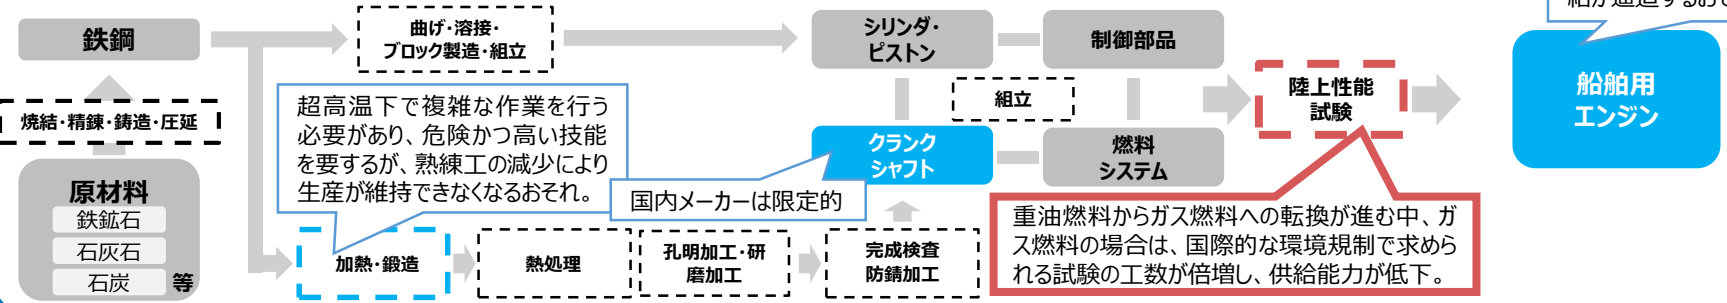 鉄鋼
曲げ・溶接・
ブロック製造・組立
シリンダ・
ピストン
制御部品
船舶用
エンジン
焼結・精錬・鋳造・圧延
超高温下で複雑な作業を行う
必要があり、危険かつ高い技能
を要するが、熟練工の減少により
生産が維持できなくなるおそれ。
組立
陸上性能
試験
クランク
シャフト
燃料
システム
国内メーカーは限定的
原材料
鉄鉱石
石灰石
石炭
等
重油燃料からガス燃料への転換が進む中、ガ
ス燃料の場合は、国際的な環境規制で求めら
れる試験の工数が倍増し、供給能力が低下。
加熱・鍛造
熱処理
孔明加工・研
磨加工
完成検査
防錆加工